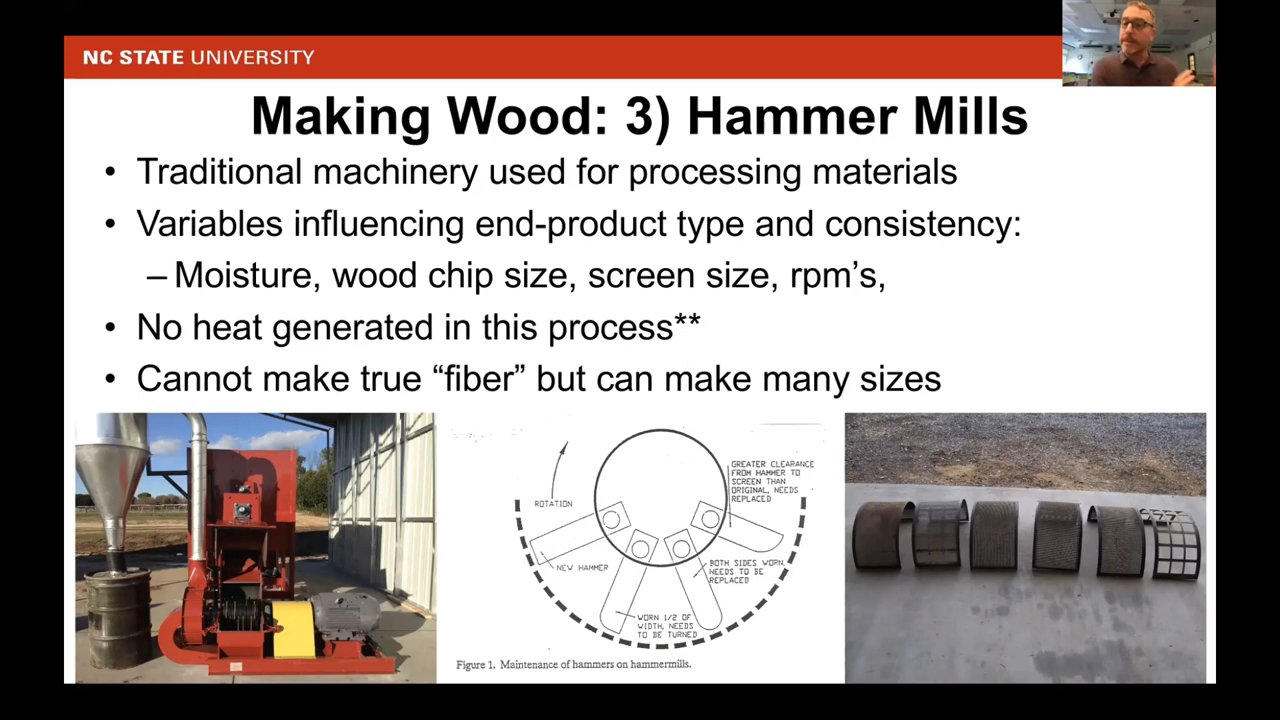 NC STATE UNIVERSITY
Making Wood: 3) Hammer Mills
• Traditional machinery used for processing materials
• Variables influencing end-product type and consistency:
– Moisture, wood chip size, screen size, rpm’s,
• No heat generated in this process**
• Cannot make true “fiber” but can make many sizes
ROTATION
NEW HAMMER
WORN 1/2 OF
WIDTH, NEEDS
TO BE TURNED
BOTH SIDES WORN,
NEEDS TO BE
REPLACED
GREATER CLEARANCE
FROM HAMMER TO
SCREEN THAN
ORIGINAL, NEEDS
REPLACED
Figure 1. Maintenance of hammers on hammermills.